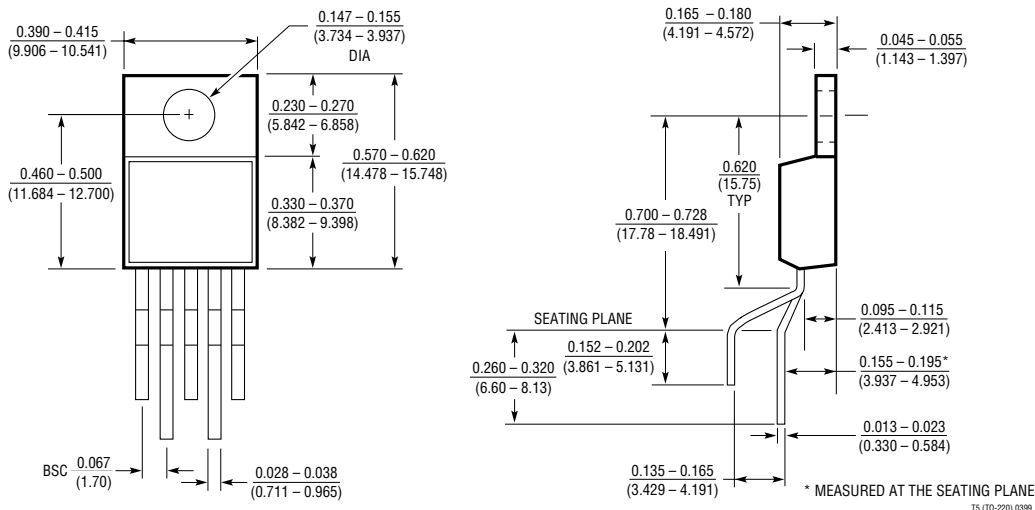 0.390 – 0.415
(9.906 – 10.541)
0.147 – 0.155
(3.734 – 3.937)
DIA
0.230 – 0.270
(5.842 – 6.858)
0.460 – 0.500
(11.684 – 12.700)
0.570 – 0.620
(14.478 – 15.748)
0.330 – 0.370
(8.382 – 9.398)
BSC 0.067
(1.70)
0.028 – 0.038
(0.711 – 0.965)
0.165 – 0.180
(4.191 – 4.572)
0.045 – 0.055
(1.143 – 1.397)
0.620
(15.75)
TYP
0.700 – 0.728
(17.78 – 18.491)
SEATING PLANE
0.152 – 0.202
(3.861 – 5.131)
0.260 – 0.320
(6.60 – 8.13)
0.095 – 0.115
(2.413 – 2.921)
0.155 – 0.195*
(3.937 – 4.953)
0.013 – 0.023
(0.330 – 0.584)
0.135 – 0.165
(3.429 – 4.191)
* MEASURED AT THE SEATING PLANE
T5 (TO-220) 0399